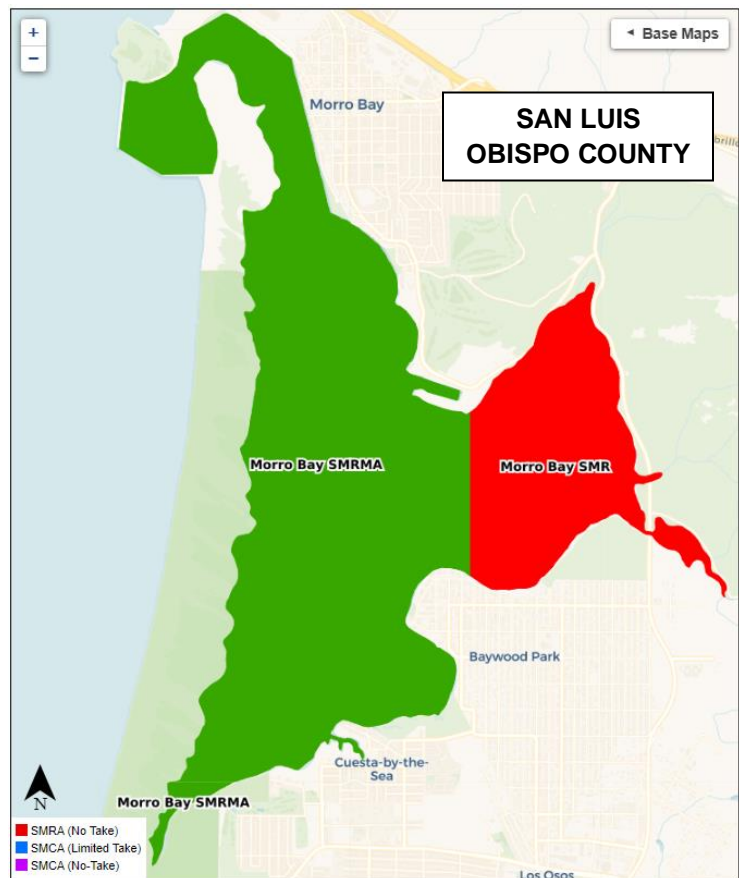 +
−
◄ Base Maps
Morro Bay
SAN LUIS
OBISPO COUNTY
Morro Bay SMRMA
Morro Bay SMR
Baywood Park
Cuesta-by-the-
Sea
Morro Bay SMRMA
N
SMRA (No Take)
SMCA (Limited Take)
SMCA (No-Take)
Los Osos